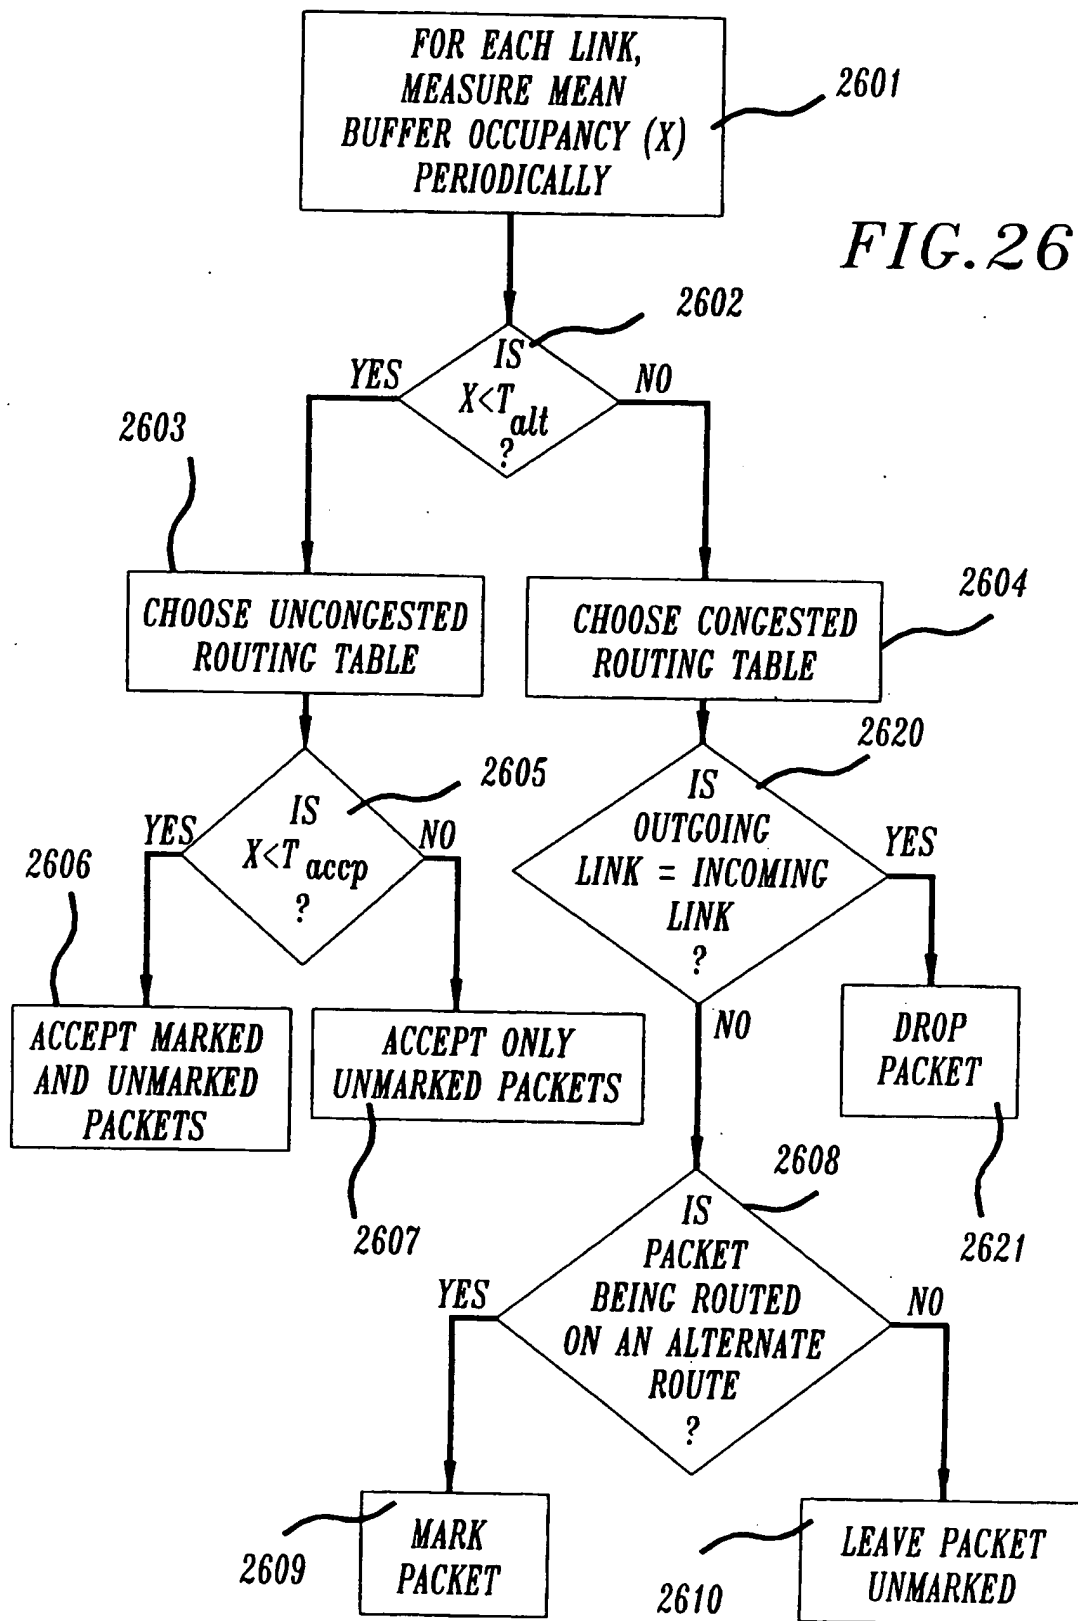 FOR EACH LINK,
MEASURE MEAN
BUFFER OCCUPANCY (X)
PERIODICALLY
2601
FIG.26
2602
IS
X<T alt
?
YES
NO
2603
CHOOSE UNCONGESTED
ROUTING TABLE
CHOOSE CONGESTED
ROUTING TABLE
2604
2605
IS
X<T accp
?
YES
NO
2620
IS
OUTGOING
LINK = INCOMING
LINK
?
YES
NO
2606
ACCEPT MARKED
AND UNMARKED
PACKETS
ACCEPT ONLY
UNMARKED PACKETS
2607
DROP
PACKET
2621
2608
IS
PACKET
BEING ROUTED
ON AN ALTERNATE
ROUTE
?
YES
NO
MARK
PACKET
2609
LEAVE PACKET
UNMARKED
2610